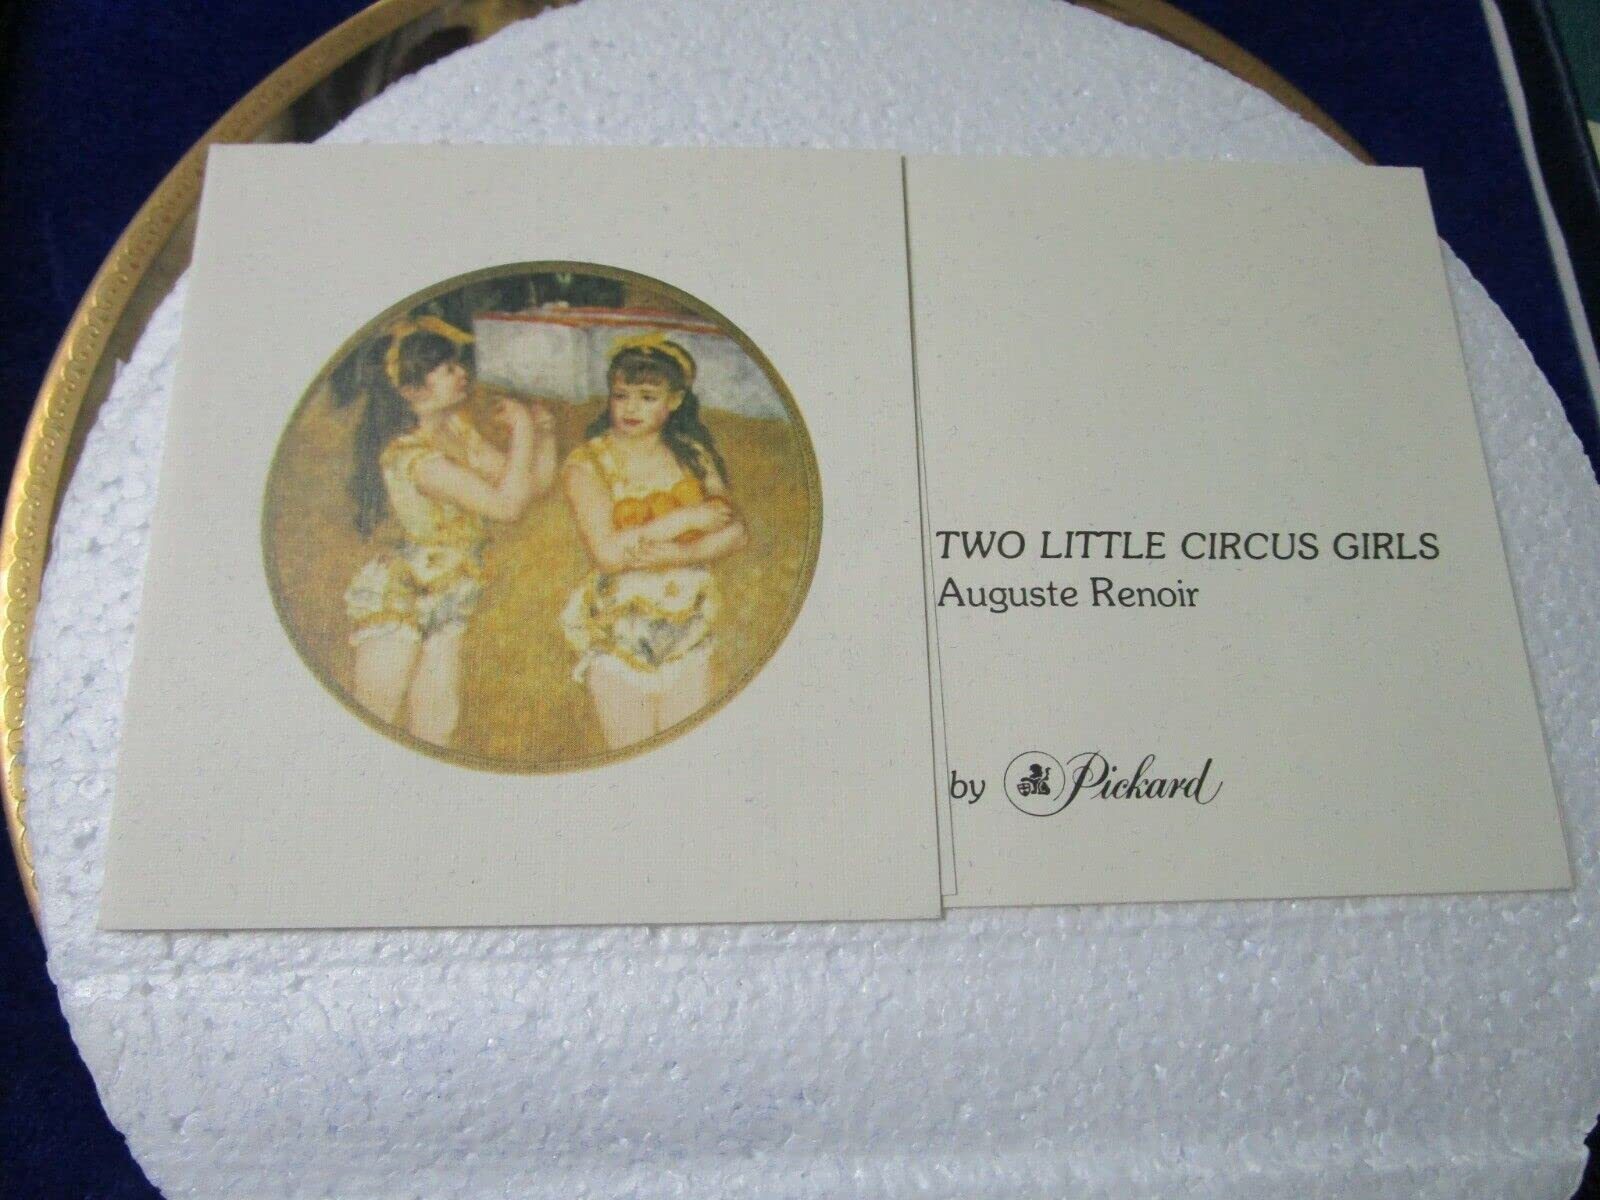 TWO LITTLE CIRCUS GIRLS
Auguste Renoir
by Pickard